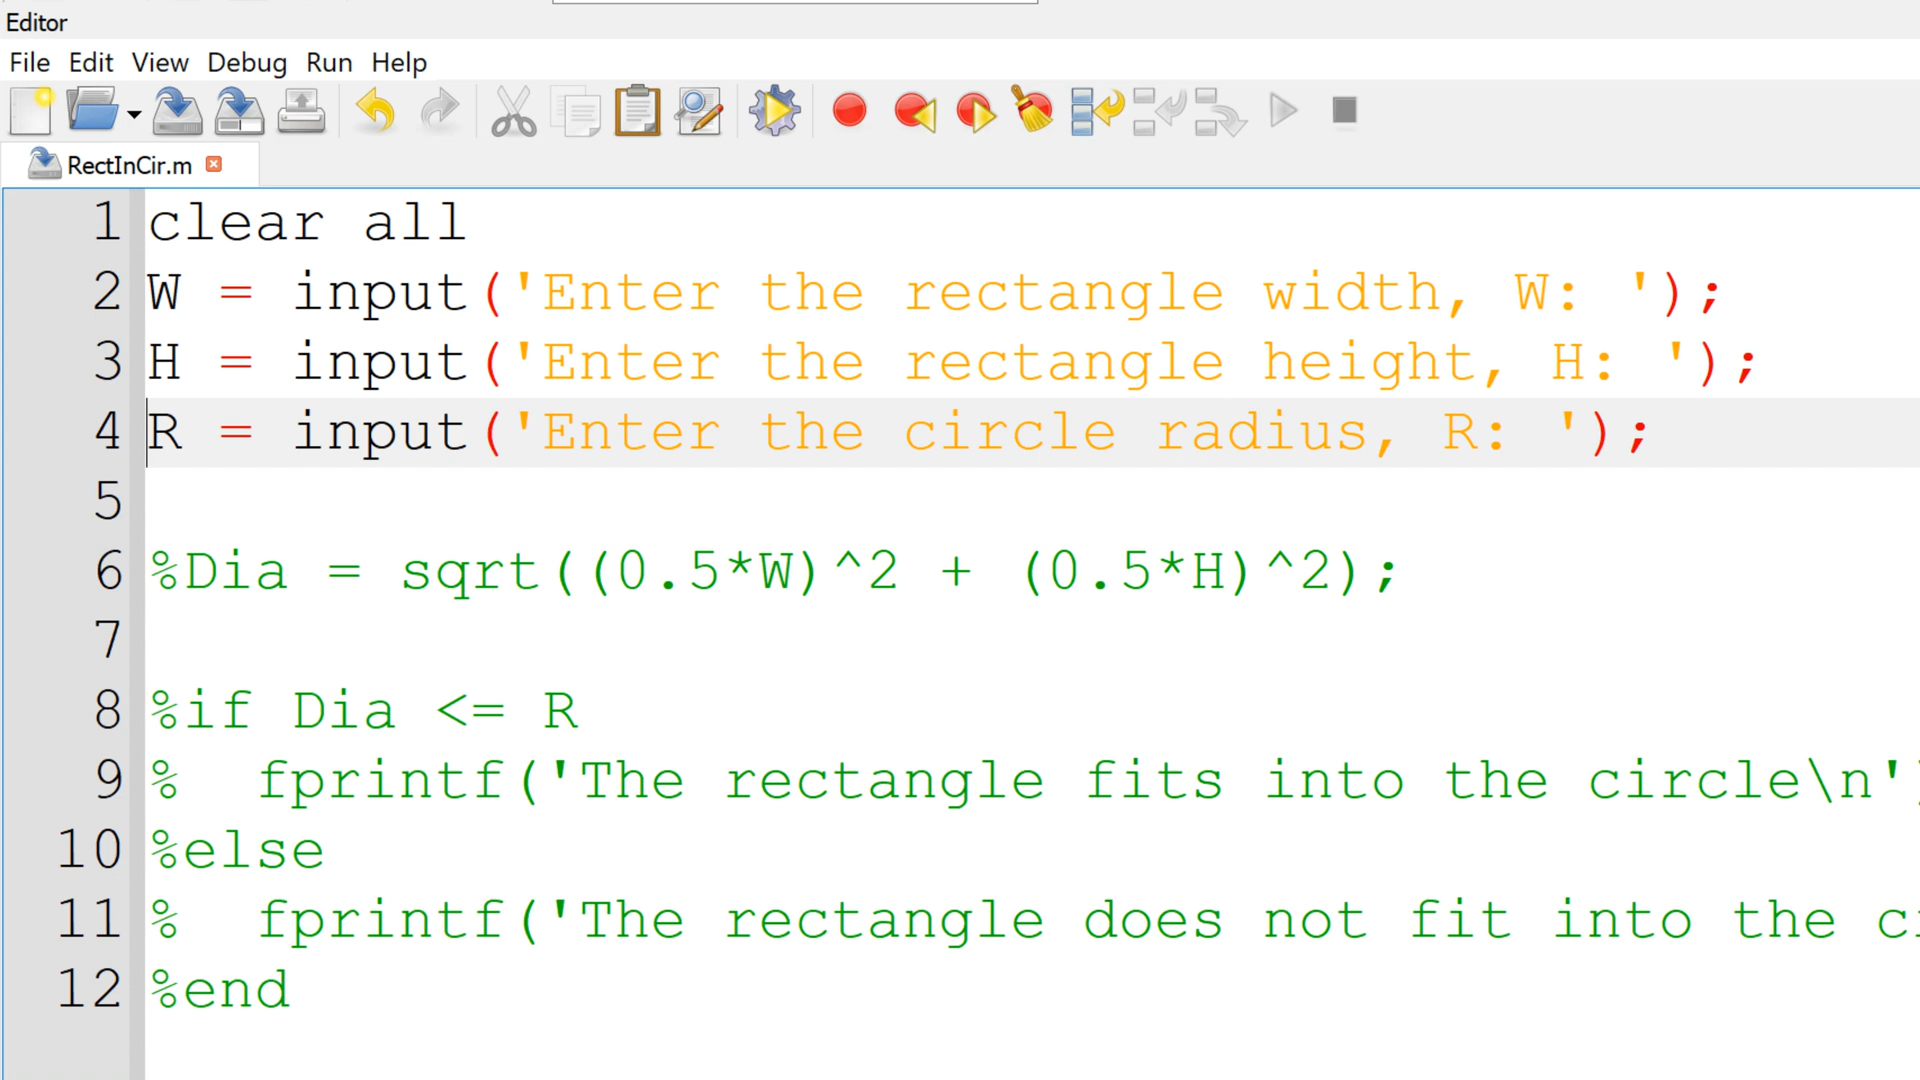 Editor
File Edit View Debug Run Help
RectInCir.m
1 clear all
2 W = input('Enter the rectangle width, W: ');
3 H = input('Enter the rectangle height, H: ');
4 R = input('Enter the circle radius, R: ');
5
6 %Dia = sqrt((0.5*W)^2 + (0.5*H)^2);
7
8 %if Dia <= R
9 %  fprintf('The rectangle fits into the circle\n'
10 %else
11 %  fprintf('The rectangle does not fit into the
12 %end